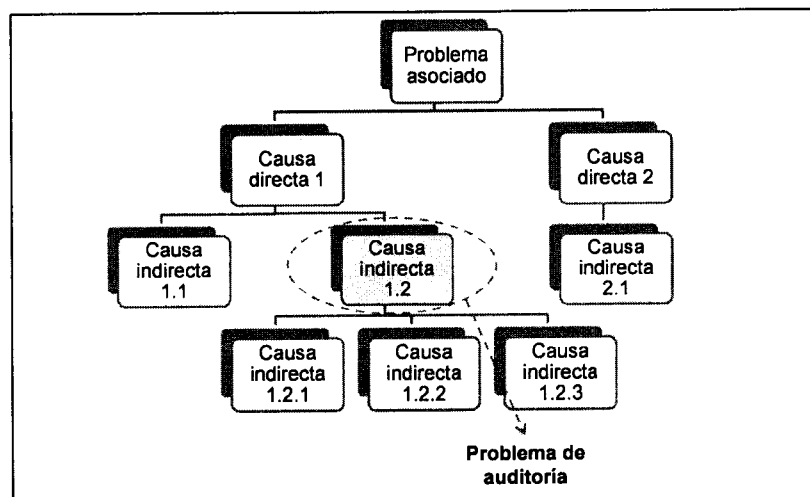 Problema
asociado
Causa
directa 1
Causa
directa 2
Causa
indirecta
1.1
Causa
indirecta
1.2
Causa
indirecta
2.1
Causa
indirecta
1.2.1
Causa
indirecta
1.2.2
Causa
indirecta
1.2.3
Problema de
auditoría